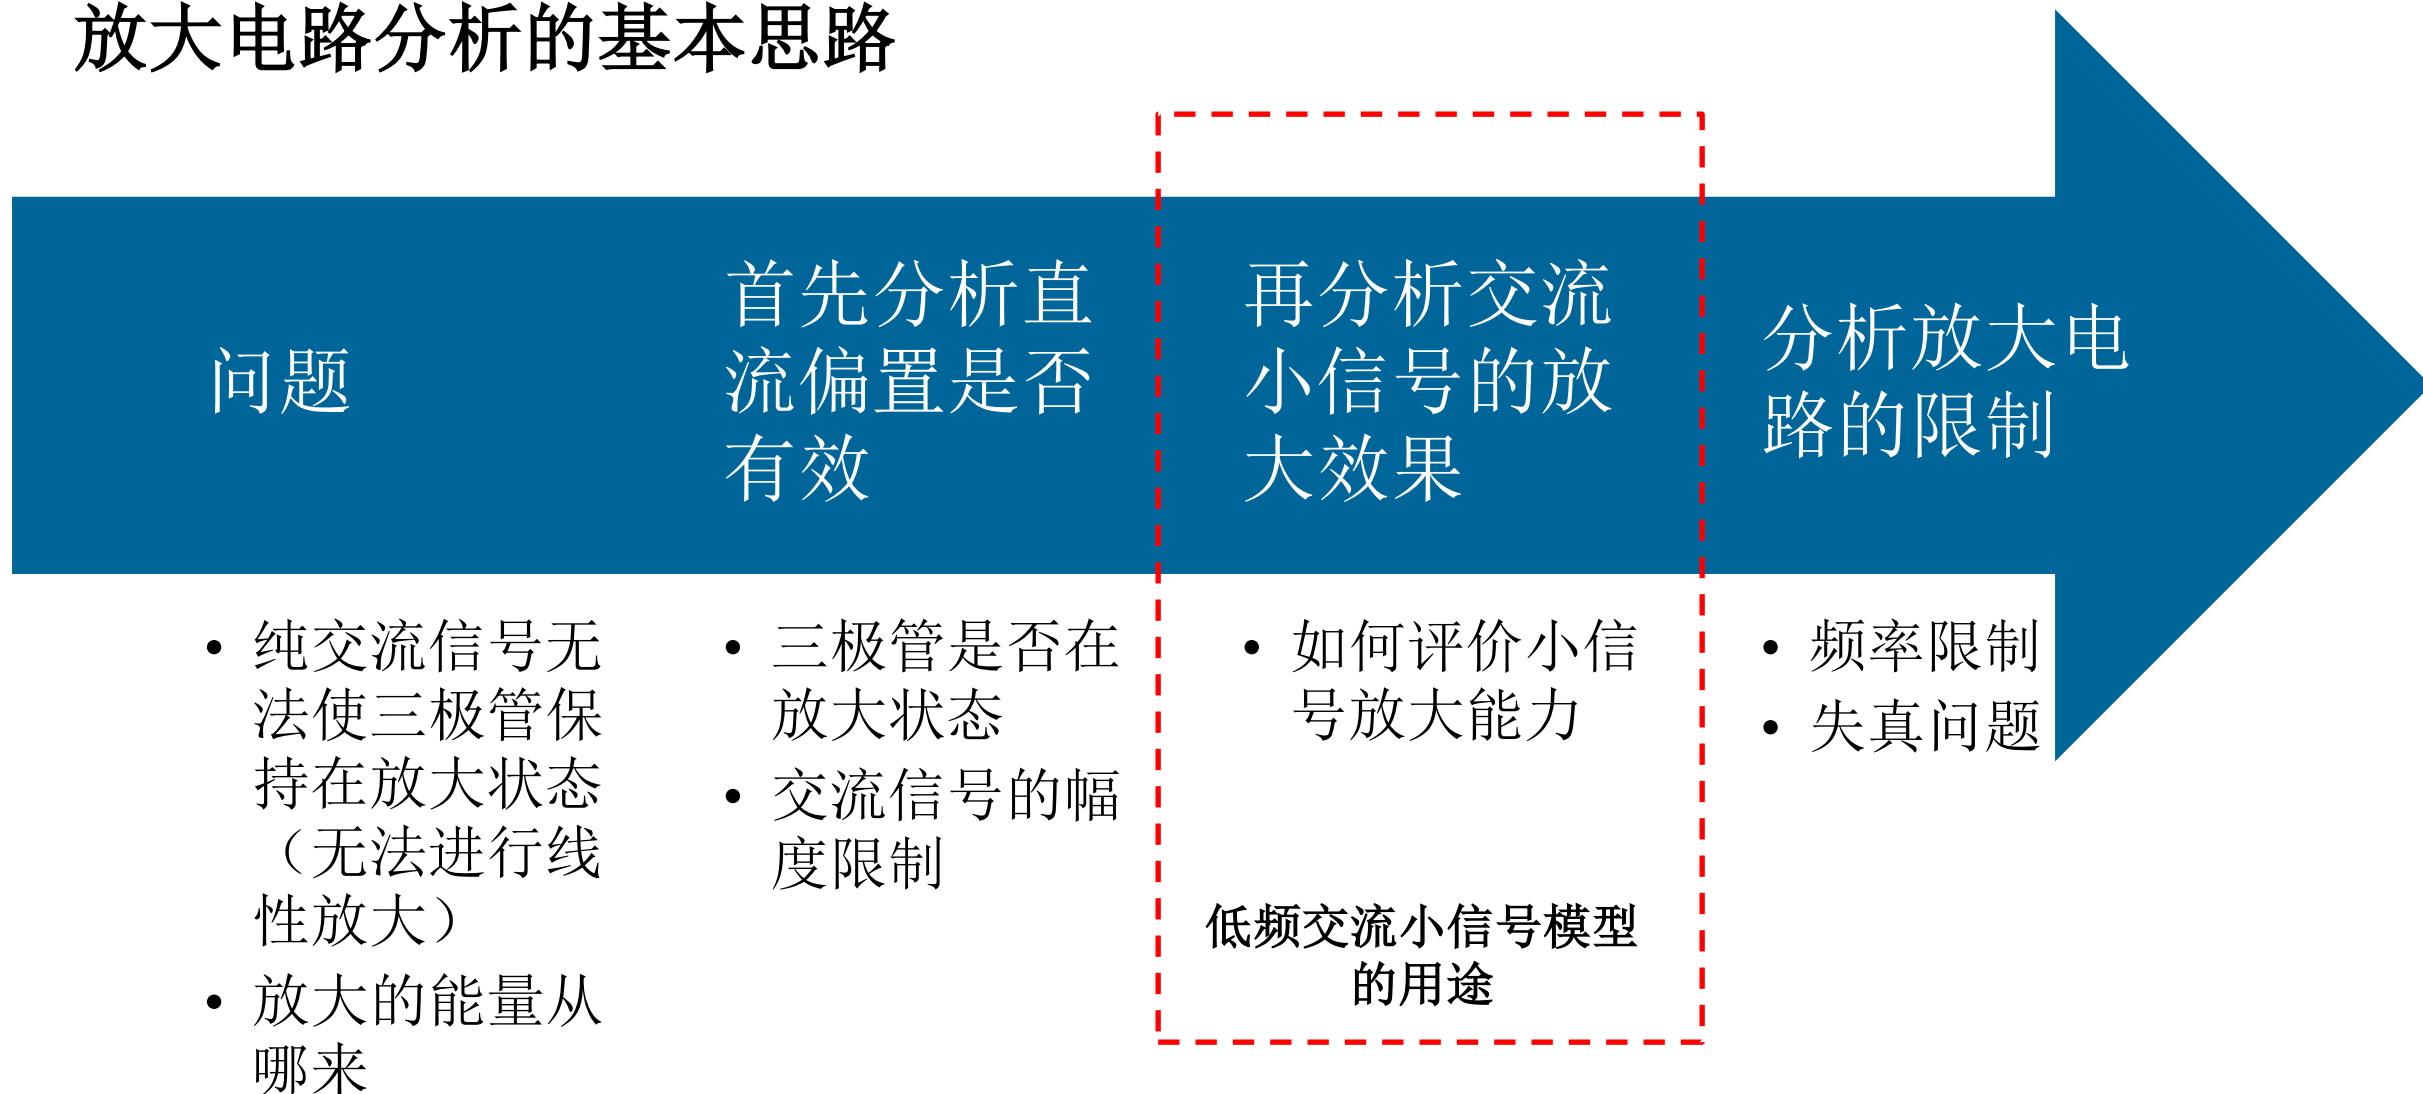 放大电路分析的基本思路
问题
首先分析直
流偏置是否
有效
再分析交流
小信号的放
大效果
分析放大电
路的限制
• 纯交流信号无
法使三极管保
持在放大状态
（无法进行线
性放大）
• 放大的能量从
哪来
• 三极管是否在
放大状态
• 交流信号的幅
度限制
• 如何评价小信
号放大能力
低频交流小信号模型
的用途
• 频率限制
• 失真问题